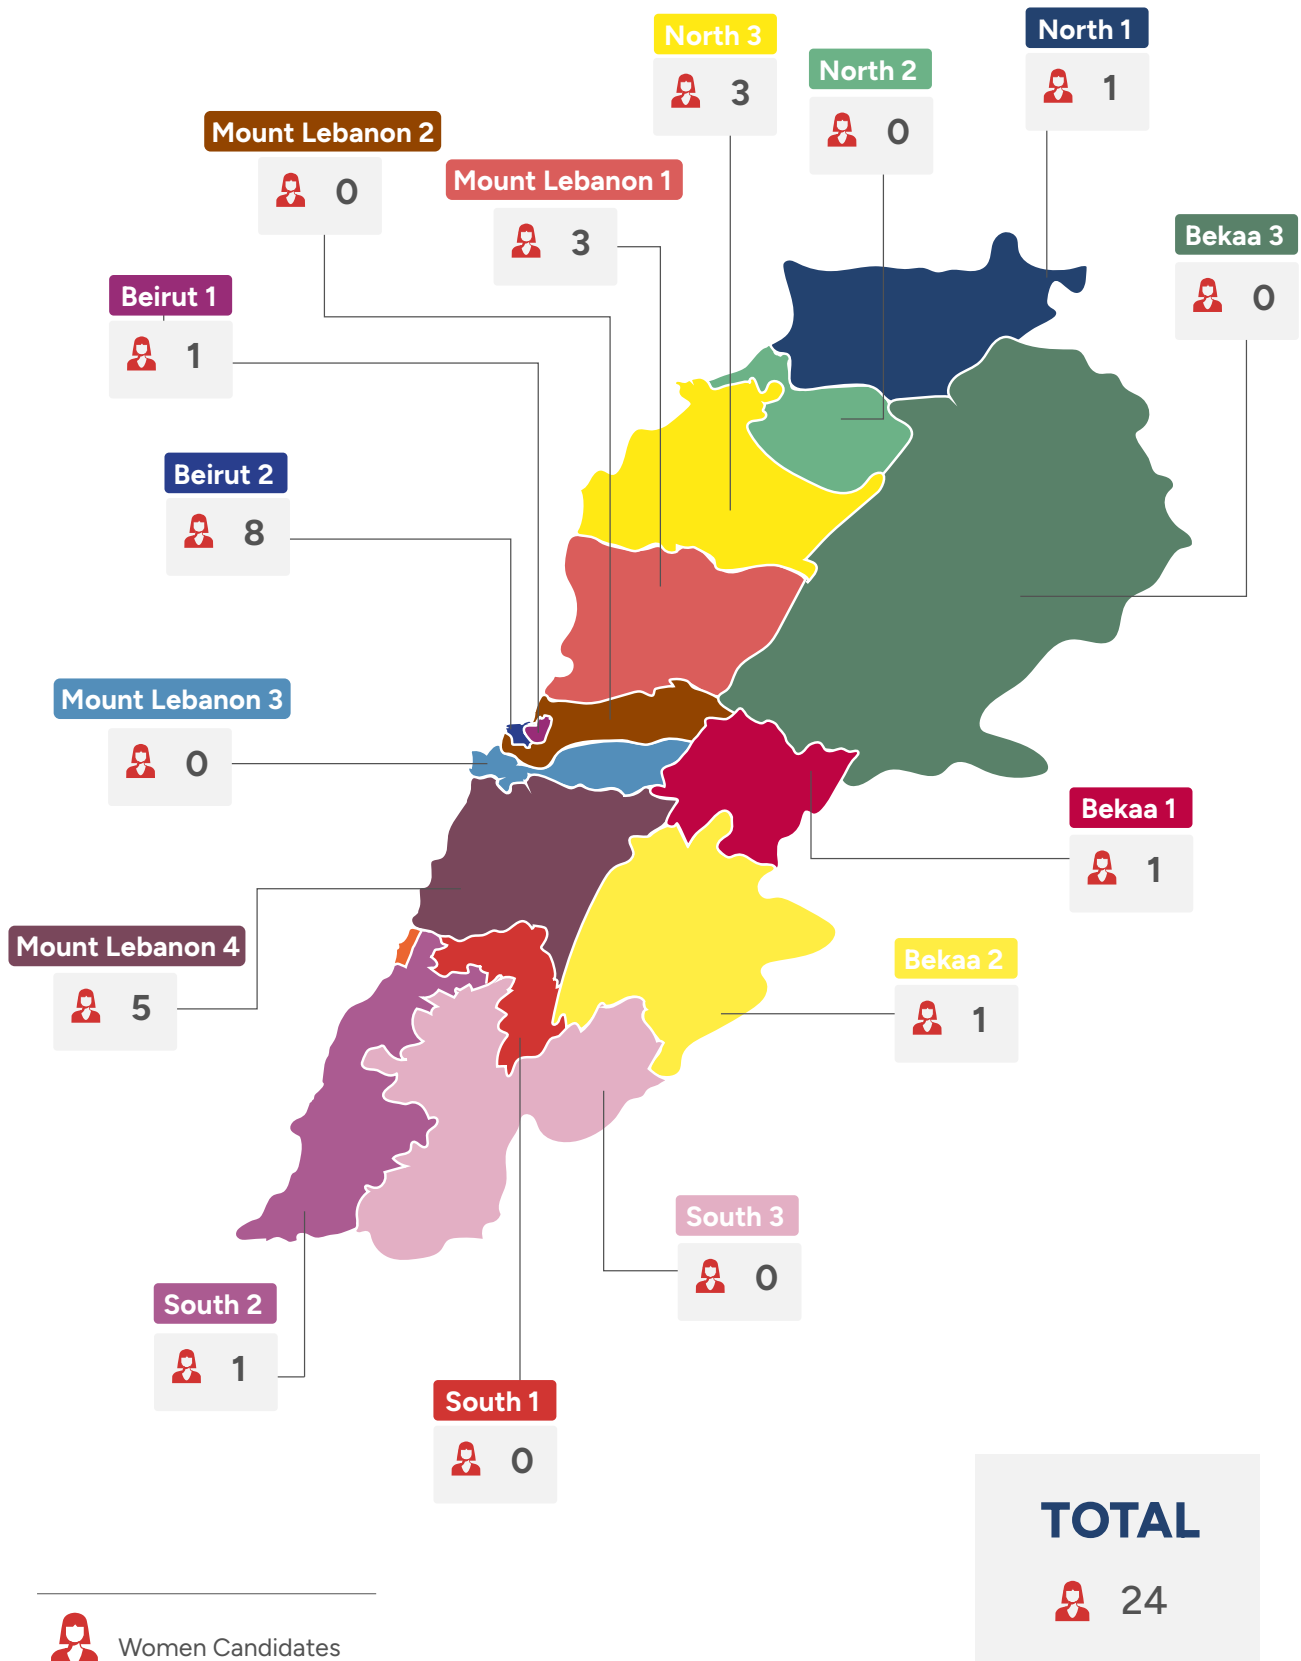 North 1
1
North 3
3
North 2
0
Mount Lebanon 2
0
Mount Lebanon 1
3
Bekaa 3
0
Beirut 1
1
Beirut 2
8
Mount Lebanon 3
0
Bekaa 1
1
Mount Lebanon 4
5
Bekaa 2
1
South 3
0
South 2
1
South 1
0
TOTAL
24
Women Candidates